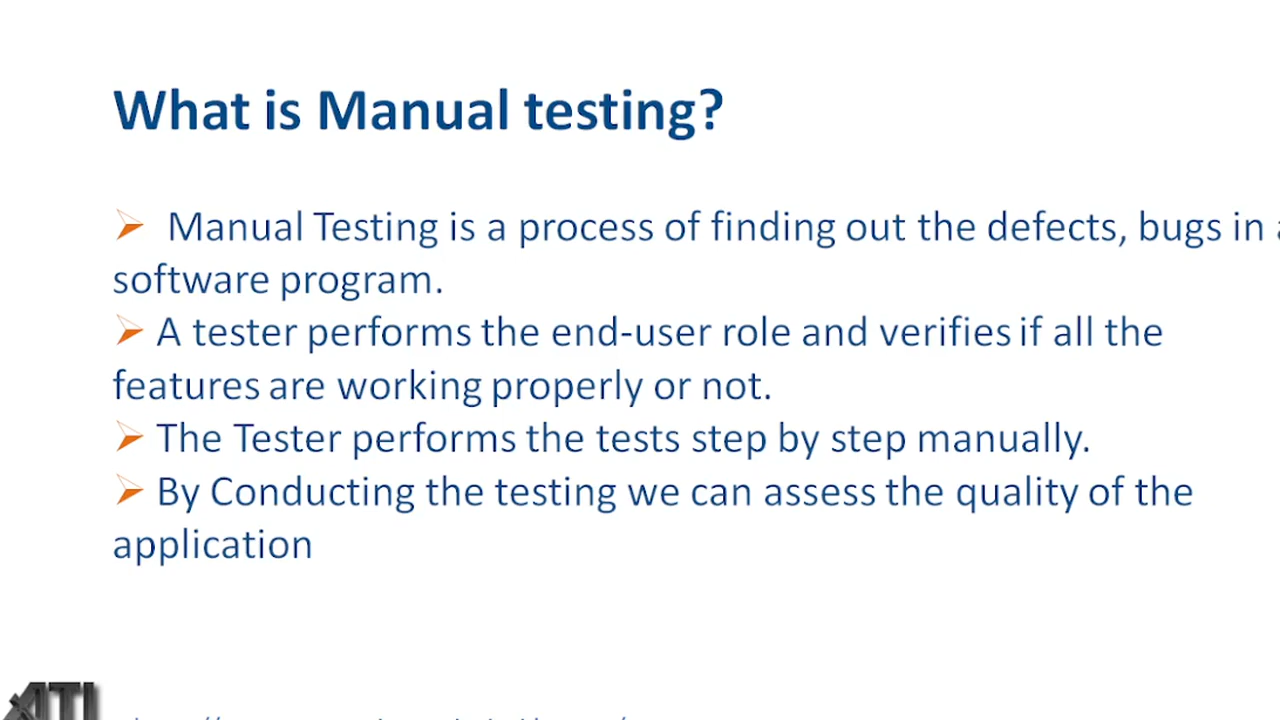 What is Manual testing?
➢ Manual Testing is a process of finding out the defects, bugs in a
software program.
➢ A tester performs the end-user role and verifies if all the
features are working properly or not.
➢ The Tester performs the tests step by step manually.
➢ By Conducting the testing we can assess the quality of the
application
ATI